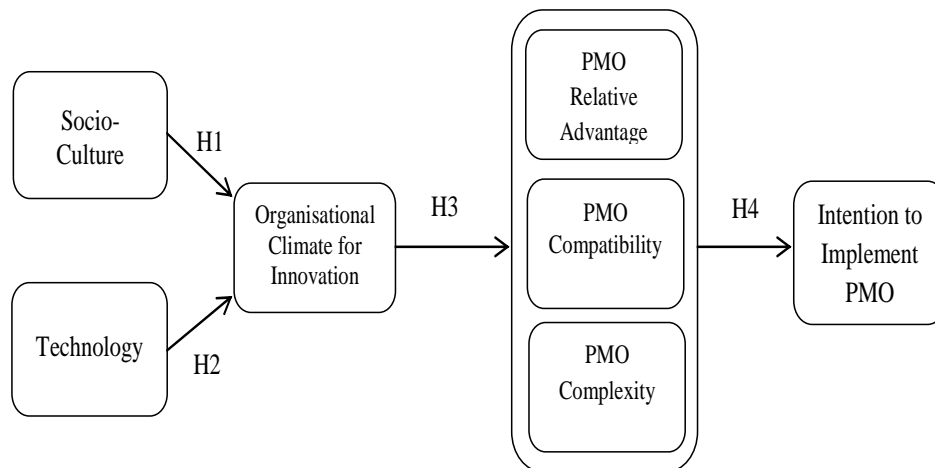 Socio-
Culture
H1
Technology
H2
Organisational
Climate for
Innovation
H3
PMO
Relative
Advantage
PMO
Compatibility
PMO
Complexity
H4
Intention to
Implement
PMO